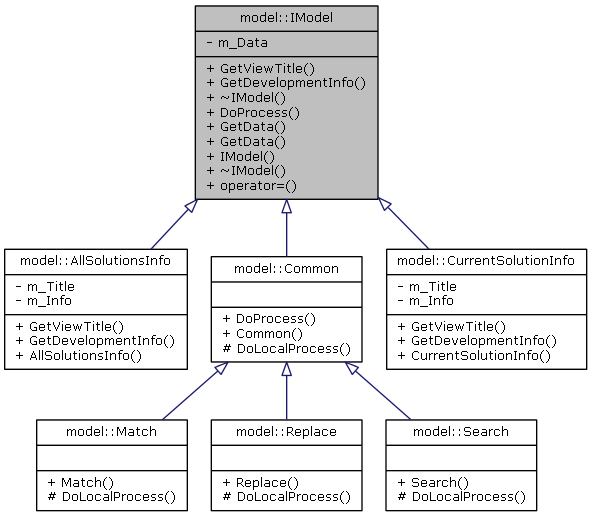 model::IModel
- m_Data
+ GetViewTitle()
+ GetDevelopmentInfo()
+ ~IModel()
+ DoProcess()
+ GetData()
+ GetData()
+ IModel()
+ ~IModel()
+ operator=()
model::AllSolutionsInfo
- m_Title
- m_Info
+ GetViewTitle()
+ GetDevelopmentInfo()
+ AllSolutionsInfo()
model::Common
+ DoProcess()
+ Common()
# DoLocalProcess()
model::CurrentSolutionInfo
- m_Title
- m_Info
+ GetViewTitle()
+ GetDevelopmentInfo()
+ CurrentSolutionInfo()
model::Match
+ Match()
# DoLocalProcess()
model::Replace
+ Replace()
# DoLocalProcess()
model::Search
+ Search()
# DoLocalProcess()